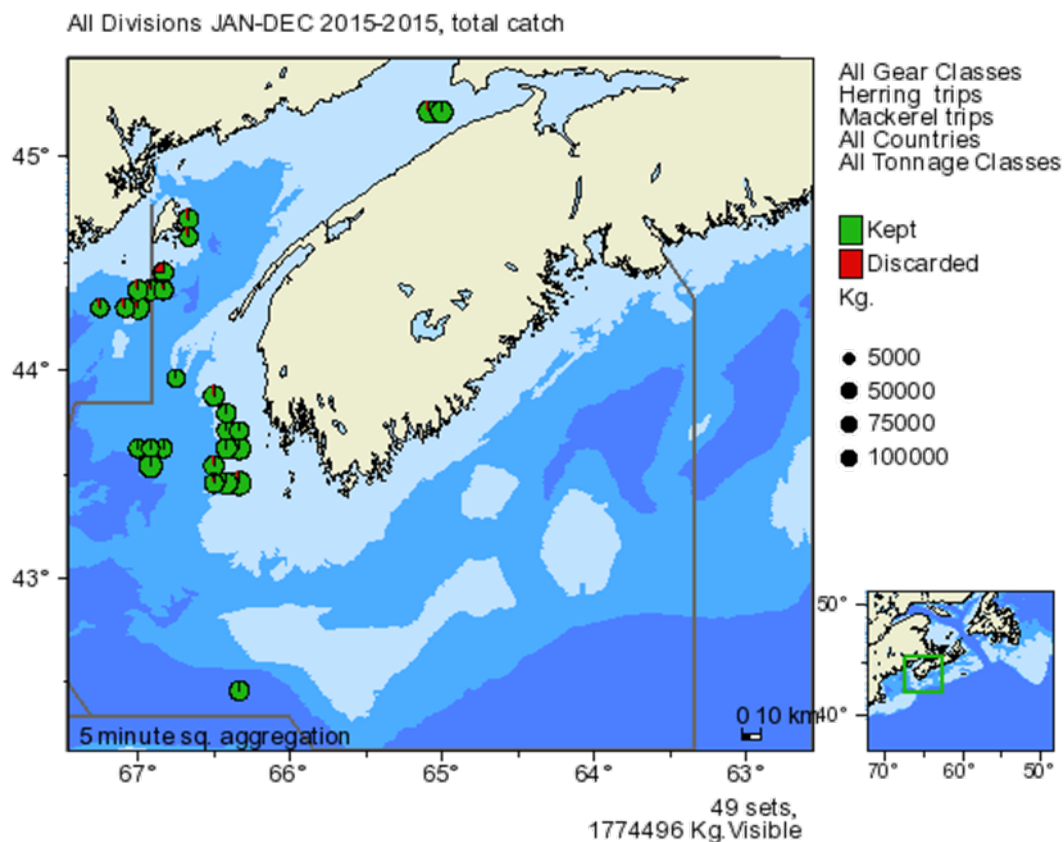 All Divisions JAN-DEC 2015-2015, total catch
All Gear Classes
Herring trips
Mackerel trips
All Countries
All Tonnage Classes
Kept
Discarded
Kg.
5000
50000
75000
100000
45°
44°
43°
67°
66°
65°
64°
63°
0 10 km
5 minute sq. aggregation
50°
40°
70°
60°
50°
49 sets,
1774496 Kg.Visible